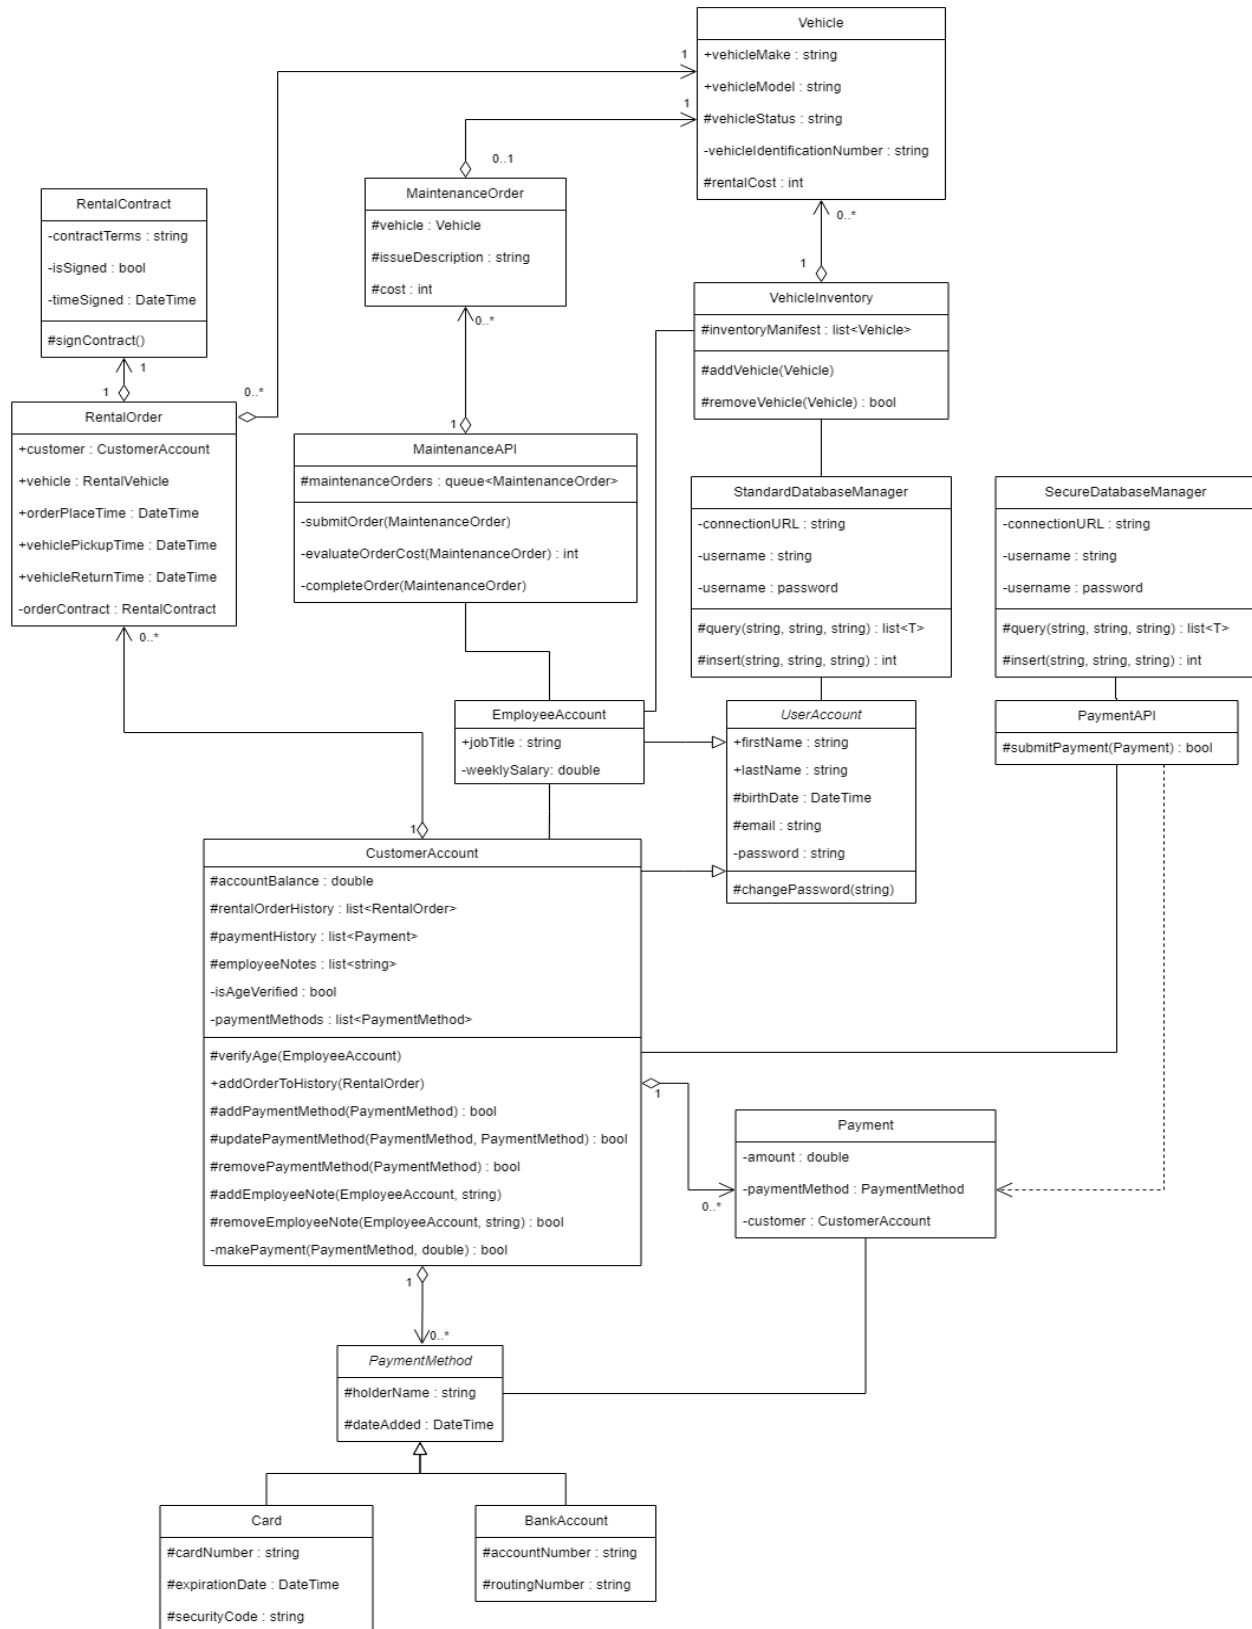 Vehicle
+vehicleMake : string
+vehicleModel : string
#vehicleStatus : string
-vehicleIdentificationNumber : string
#rentalCost : int
1
1
0..1
0..*
1
RentalContract
-contractTerms : string
-isSigned : bool
-timeSigned : DateTime
#signContract()
1
1
0..*
MaintenanceOrder
#vehicle : Vehicle
#issueDescription : string
#cost : int
0..*
1
VehicleInventory
#inventoryManifest : list<Vehicle>
#addVehicle(Vehicle)
#removeVehicle(Vehicle) : bool
RentalOrder
+customer : CustomerAccount
+vehicle : RentalVehicle
+orderPlaceTime : DateTime
+vehiclePickupTime : DateTime
+vehicleReturnTime : DateTime
-orderContract : RentalContract
0..*
MaintenanceAPI
#maintenanceOrders : queue<MaintenanceOrder>
-submitOrder(MaintenanceOrder)
-evaluateOrderCost(MaintenanceOrder) : int
-completeOrder(MaintenanceOrder)
StandardDatabaseManager
-connectionURL : string
-username : string
-username : password
#query(string, string, string) : list<T>
#insert(string, string, string) : int
SecureDatabaseManager
-connectionURL : string
-username : string
-username : password
#query(string, string, string) : list<T>
#insert(string, string, string) : int
EmployeeAccount
+jobTitle : string
-weeklySalary: double
UserAccount
+firstName : string
+lastName : string
#birthDate : DateTime
#email : string
-password : string
#changePassword(string)
PaymentAPI
#submitPayment(Payment) : bool
1
CustomerAccount
#accountBalance : double
#rentalOrderHistory : list<RentalOrder>
#paymentHistory : list<Payment>
#employeeNotes : list<string>
-isAgeVerified : bool
-paymentMethods : list<PaymentMethod>
#verifyAge(EmployeeAccount)
+addOrderToHistory(RentalOrder)
#addPaymentMethod(PaymentMethod) : bool
#updatePaymentMethod(PaymentMethod, PaymentMethod) : bool
#removePaymentMethod(PaymentMethod) : bool
#addEmployeeNote(EmployeeAccount, string)
#removeEmployeeNote(EmployeeAccount, string) : bool
-makePayment(PaymentMethod, double) : bool
1
0..*
Payment
-amount : double
-paymentMethod : PaymentMethod
-customer : CustomerAccount
1
0..*
PaymentMethod
#holderName : string
#dateAdded : DateTime
Card
#cardNumber : string
#expirationDate : DateTime
#securityCode : string
BankAccount
#accountNumber : string
#routingNumber : string